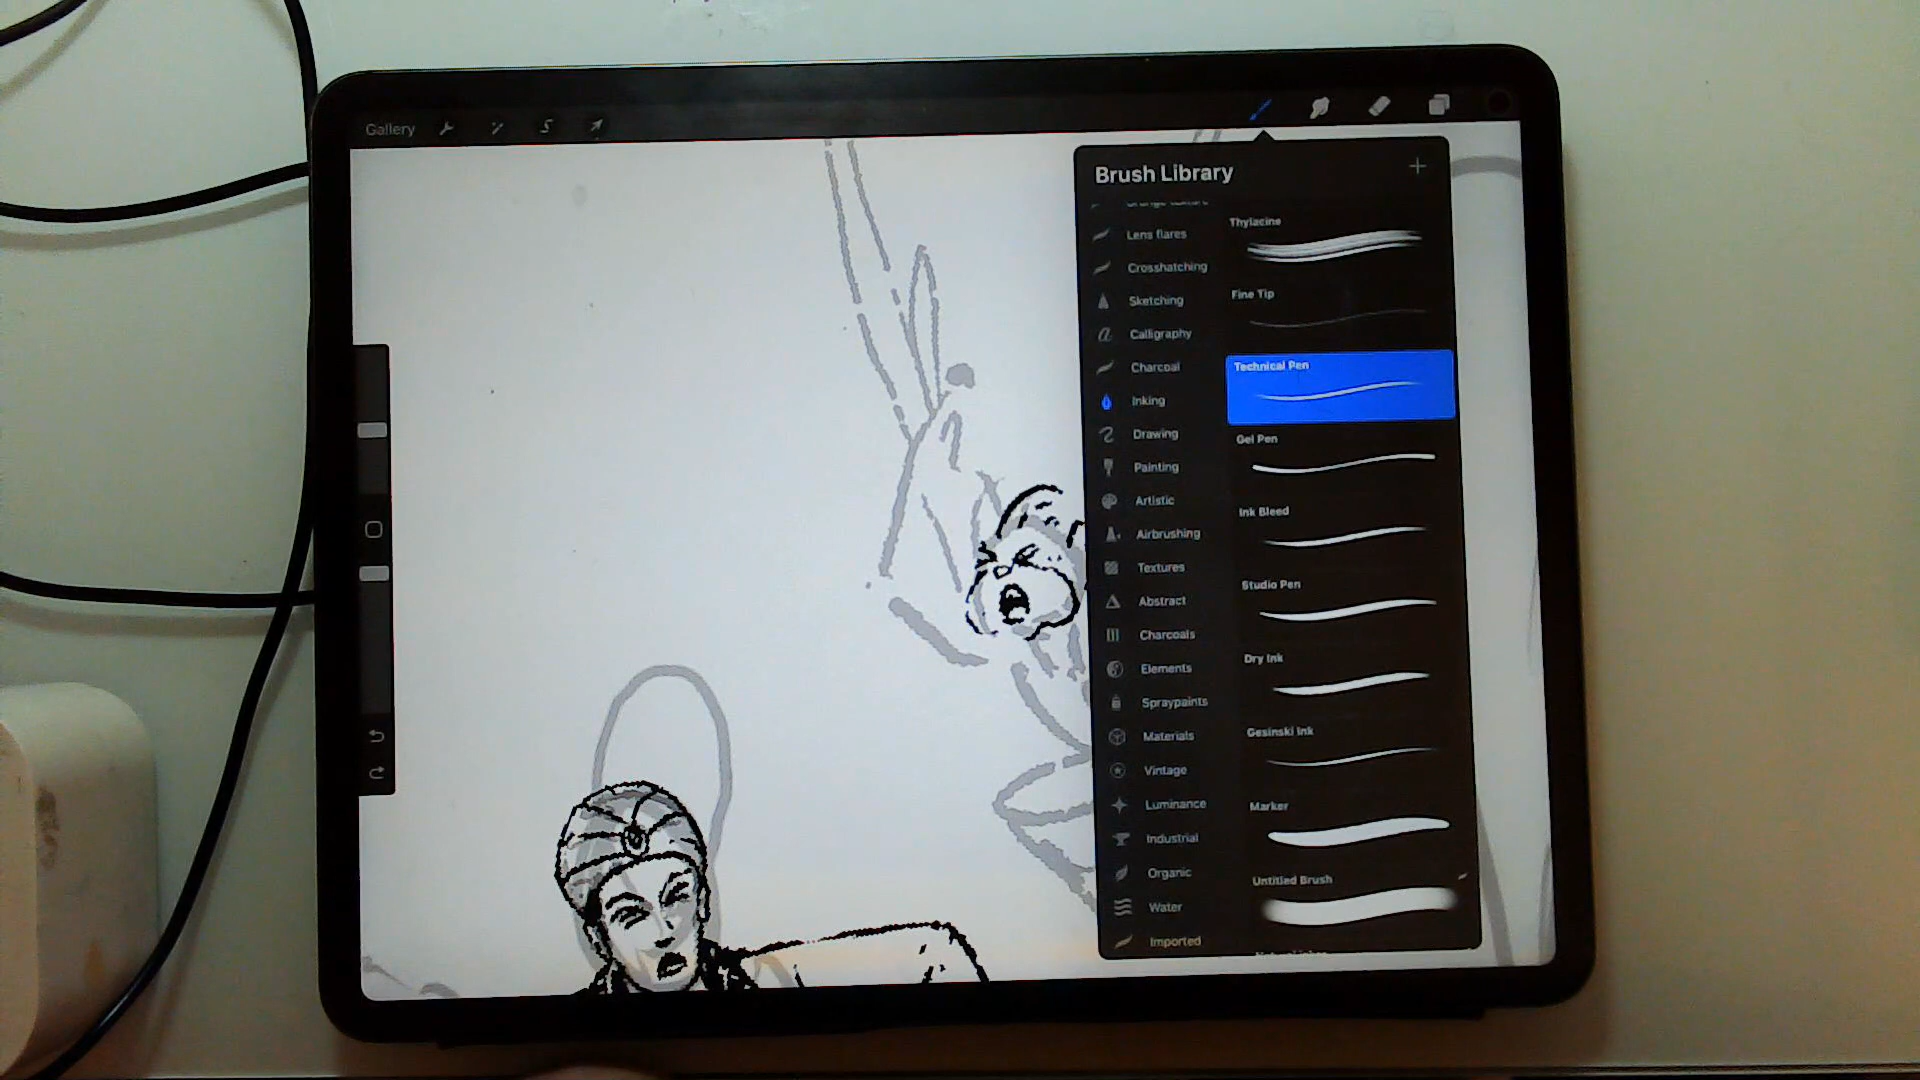 Gallery
Brush Library
Lens flares
Crosshatching
Sketching
Calligraphy
Charcoal
Inking
Drawing
Painting
Artistic
Airbrushing
Textures
Abstract
Charcoals
Elements
Spraypaints
Materials
Vintage
Luminance
Industrial
Organic
Water
Imported
Thylacine
Fine Tip
Technical Pen
Gel Pen
Ink Bleed
Studio Pen
Dry Ink
Gesinski Ink
Marker
Untitled Brush